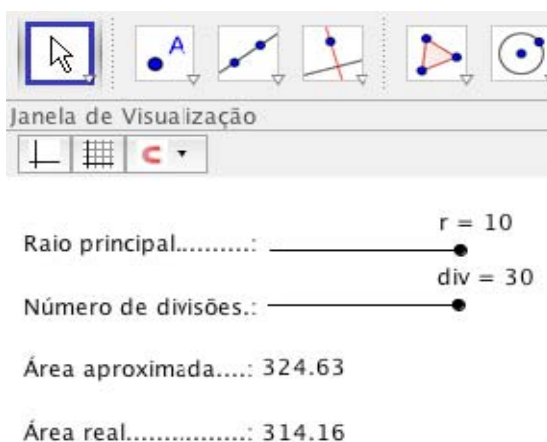 A
Janela de Visualização
r = 10
Raio principal..........:
div = 30
Número de divisões.:
Área aproximada....: 324.63
Área real................: 314.16